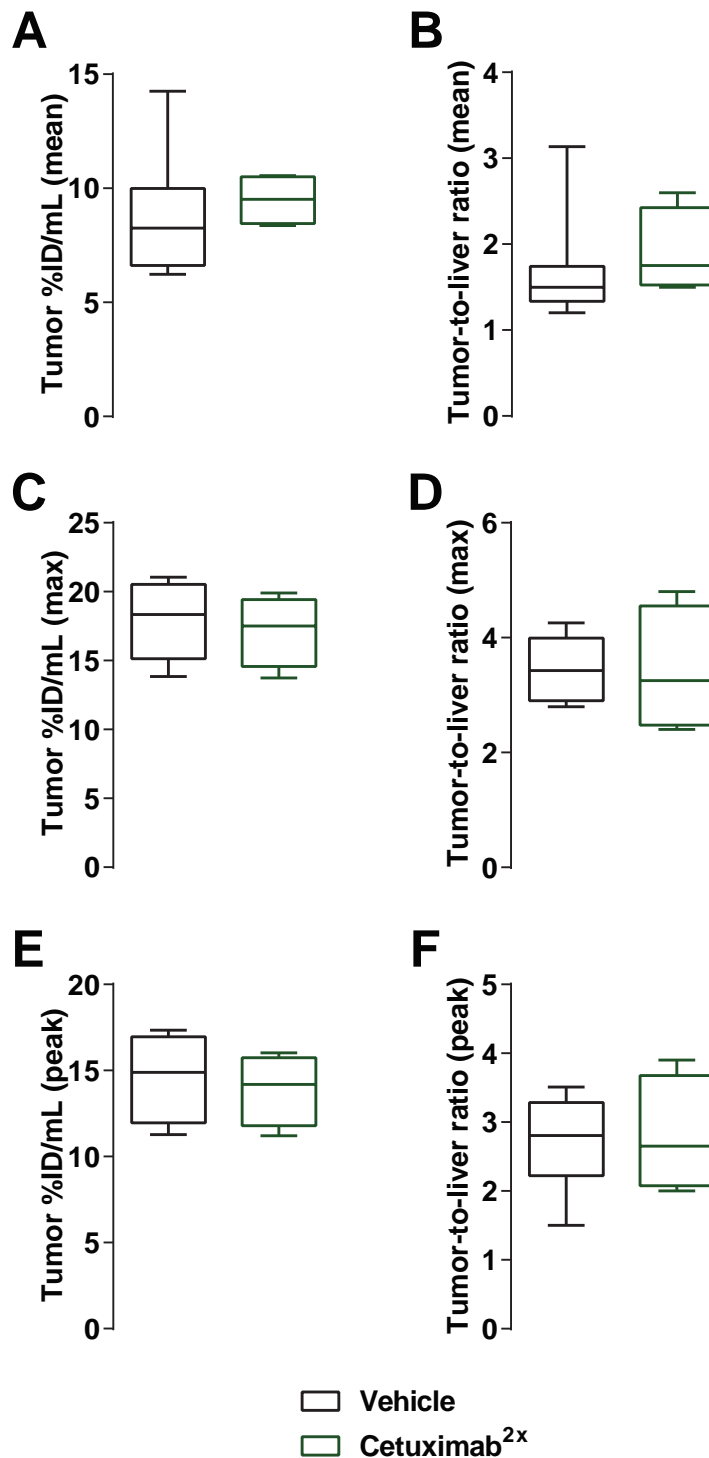 A
Tumor %ID/mL (mean)
15
10
5
0
B
Tumor-to-liver ratio (mean)
4
3
2
1
0
C
Tumor %ID/mL (max)
25
20
15
10
5
0
D
Tumor-to-liver ratio (max)
6
4
2
0
E
Tumor %ID/mL (peak)
20
15
10
5
0
F
Tumor-to-liver ratio (peak)
5
4
3
2
1
0
Vehicle
Cetuximab²ˣ